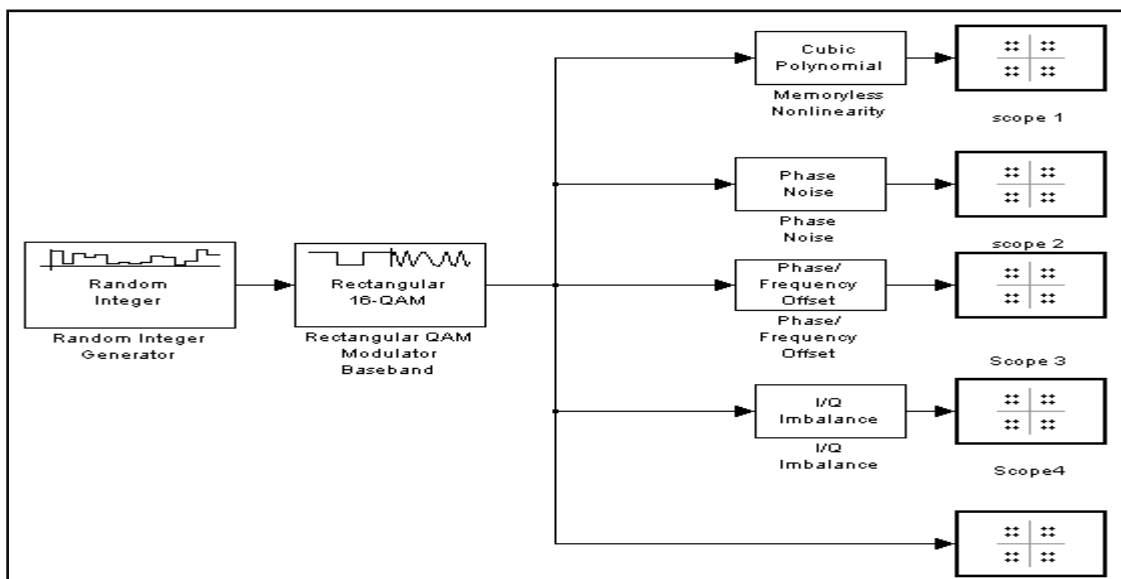 Cubic
Polynomial
Memoryless
Nonlinearity
scope 1
Phase
Noise
Phase
Noise
scope 2
Random
Integer
Random Integer
Generator
Rectangular
16-QAM
Rectangular QAM
Modulator
Baseband
Phase/
Frequency
Offset
Phase/
Frequency
Offset
Scope 3
I/Q
Imbalance
I/Q
Imbalance
Scope4